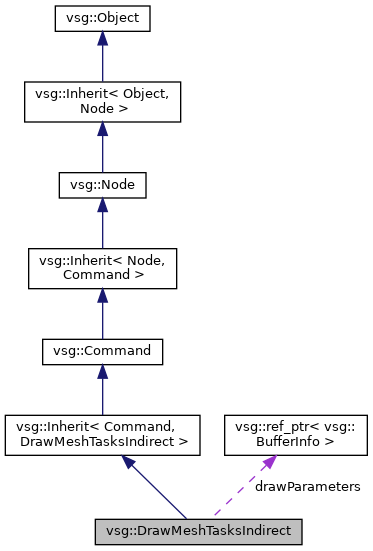 vsg::Object
vsg::Inherit< Object,
Node >
vsg::Node
vsg::Inherit< Node,
Command >
vsg::Command
vsg::Inherit< Command,
DrawMeshTasksIndirect >
vsg::ref_ptr< vsg::
BufferInfo >
drawParameters
vsg::DrawMeshTasksIndirect